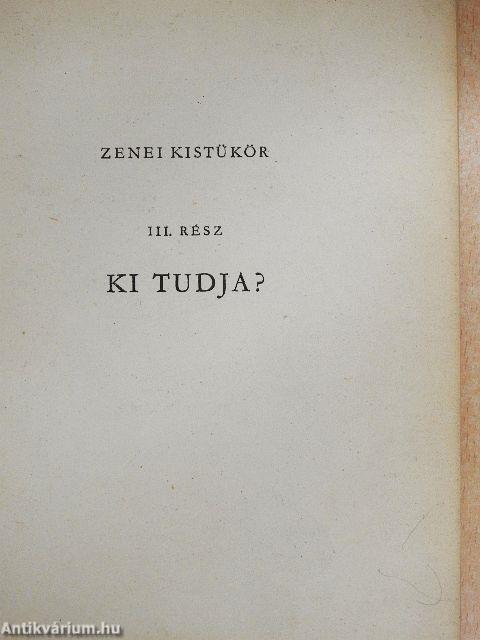 ZENEI KISTÜKÖR
III. RÉSZ
KI TUDJA?
Antikvárium.hu